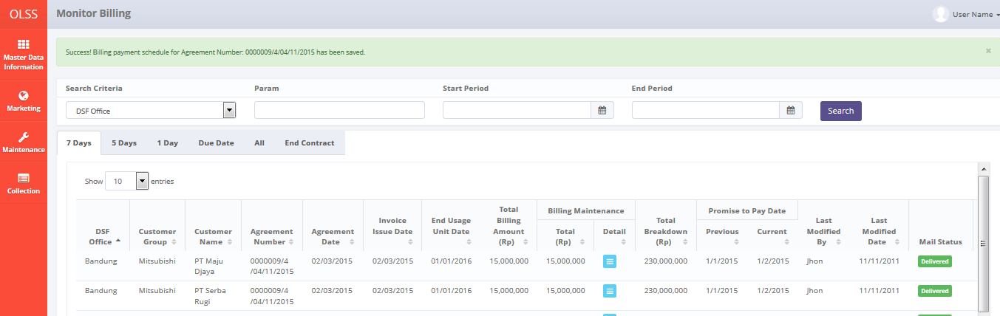 OLSS
Monitor Billing
User Name
Master Data
Information
Marketing
Maintenance
Collection
Success! Billing payment schedule for Agreement Number: 0000009/4/04/11/2015 has been saved.
×
Search Criteria Param Start Period End Period
DSF Office
Search
7 Days 5 Days 1 Day Due Date All End Contract
Show 10 entries
DSF
Office
Customer
Group
Customer
Name
Agreement
Number
Agreement
Date
Invoice
Issue Date
End Usage
Unit Date
Total
Billing
Amount
(Rp)
Billing Maintenance
Total
(Rp)
Detail
Total
Breakdown
(Rp)
Promise to Pay Date
Previous
Current
Last
Modified
By
Last
Modified
Date
Mail Status
Bandung Mitsubishi PT Maju 0000009/4 02/03/2015 02/03/2015 01/01/2016 15,000,000 15,000,000 230,000,000 1/1/2015 1/2/2015 Jhon 11/11/2011 Delivered
Djaya /04/11/2015
Bandung Mitsubishi PT Serba 0000009/4 02/03/2015 02/03/2015 01/01/2016 15,000,000 15,000,000 230,000,000 1/1/2015 1/2/2015 Jhon 11/11/2011 Delivered
Rugi /04/11/2015